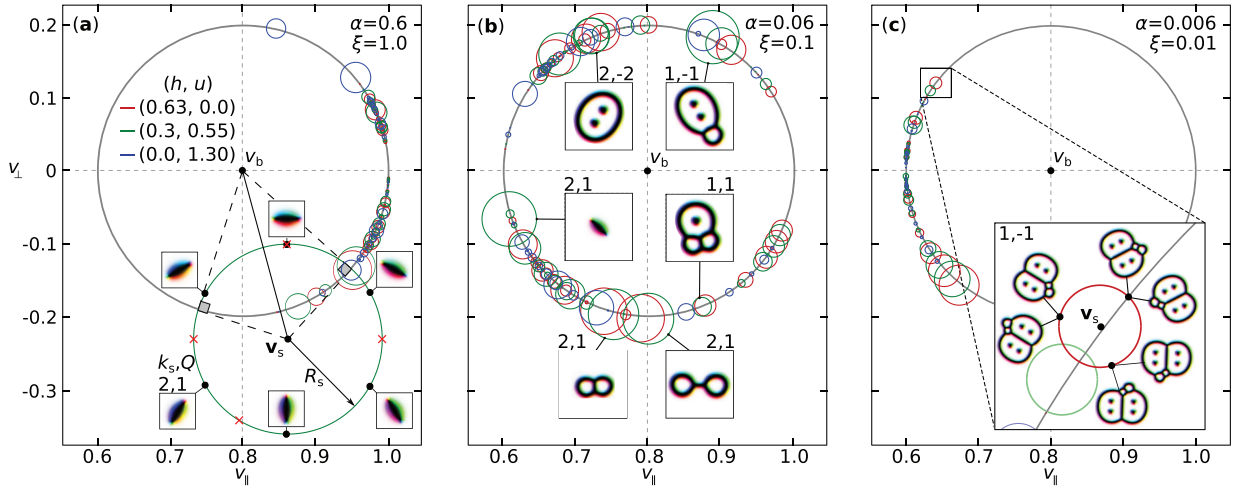 (a)
α=0.6
ξ=1.0
(h, u)
(0.63, 0.0)
(0.3, 0.55)
(0.0, 1.30)
v_b
v_s
R_s
k_s,Q
2,1
v_⊥
0.2
0.1
0
-0.1
-0.2
-0.3
0.6
0.7
0.8
0.9
1.0
v_∥
(b)
α=0.06
ξ=0.1
2,-2
1,-1
v_b
2,1
1,1
2,1
2,1
0.6
0.7
0.8
0.9
1.0
v_∥
(c)
α=0.006
ξ=0.01
v_b
1,-1
v_s
0.6
0.7
0.8
0.9
1.0
v_∥